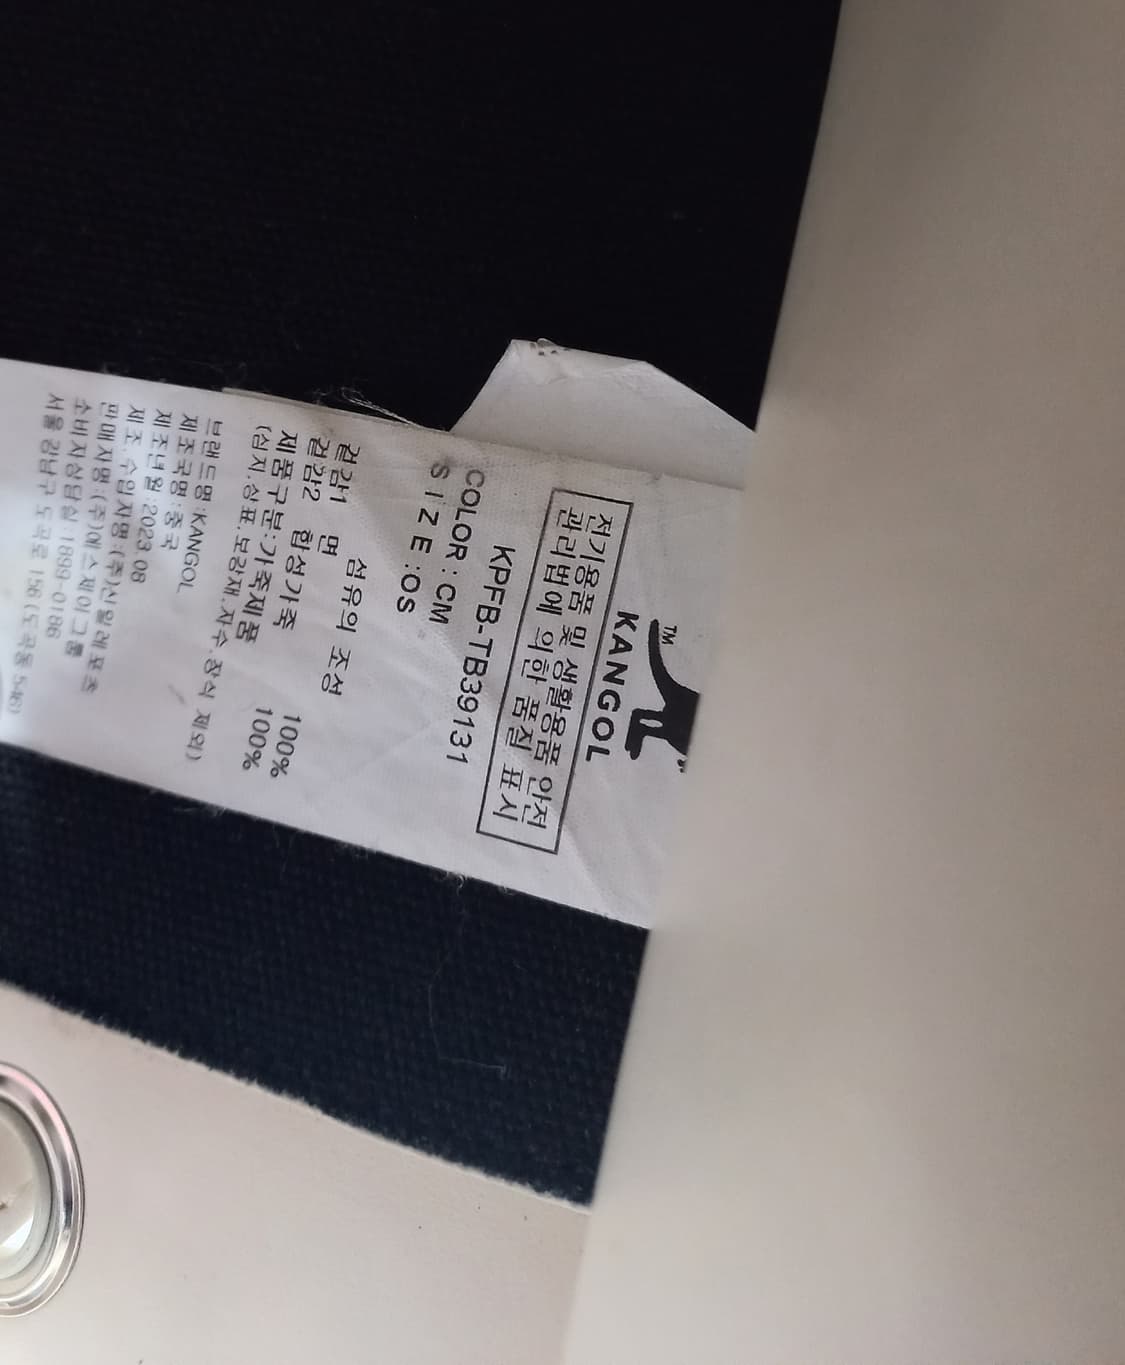 TM
KANGOL
전기용품 및 생활용품 안전
관리법에 의한 품질 표시
KPFB-TB39131
COLOR : CM
SIZE : OS
섬유의 조성
겉감1 면 100%
겉감2 합성가죽 100%
제품구분:가죽제품
(심지.상표.보강재.자수.장식 제외)
브랜드명:KANGOL
제조국명:중국
제조년월:2023.08
제조.수입자명:(주)신일레포츠
판매자명:(주)에스제이그룹
소비자상담실 1899-0186
서울 강남구 도곡로 156 (도곡동 546)